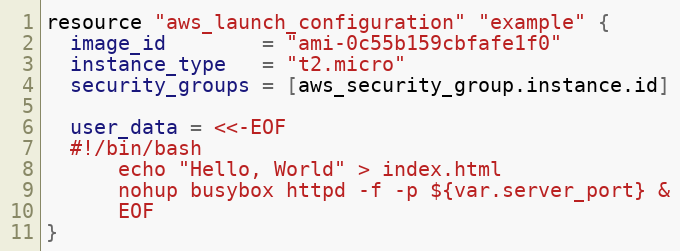 1 resource "aws_launch_configuration" "example" {
2   image_id        = "ami-0c55b159cbfafe1f0"
3   instance_type   = "t2.micro"
4   security_groups = [aws_security_group.instance.id]
5
6   user_data = <<-EOF
7   #!/bin/bash
8       echo "Hello, World" > index.html
9       nohup busybox httpd -f -p ${var.server_port} &
10       EOF
11 }